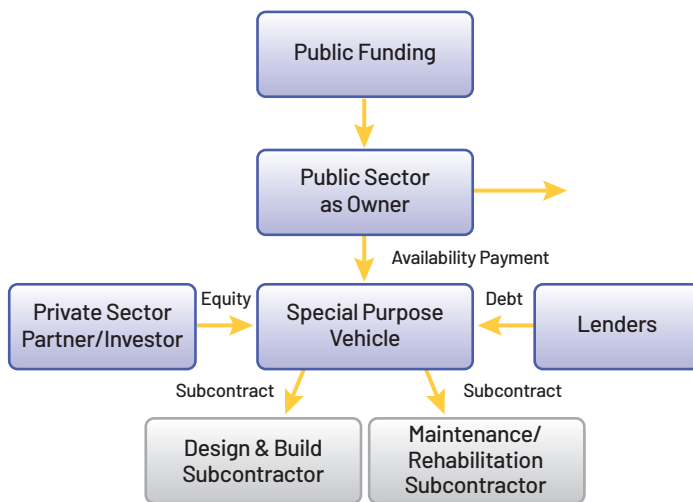 Public Funding
Public Sector
as Owner
Availability Payment
Private Sector
Partner/Investor
Equity
Special Purpose
Vehicle
Debt
Lenders
Subcontract
Subcontract
Design & Build
Subcontractor
Maintenance/
Rehabilitation
Subcontractor